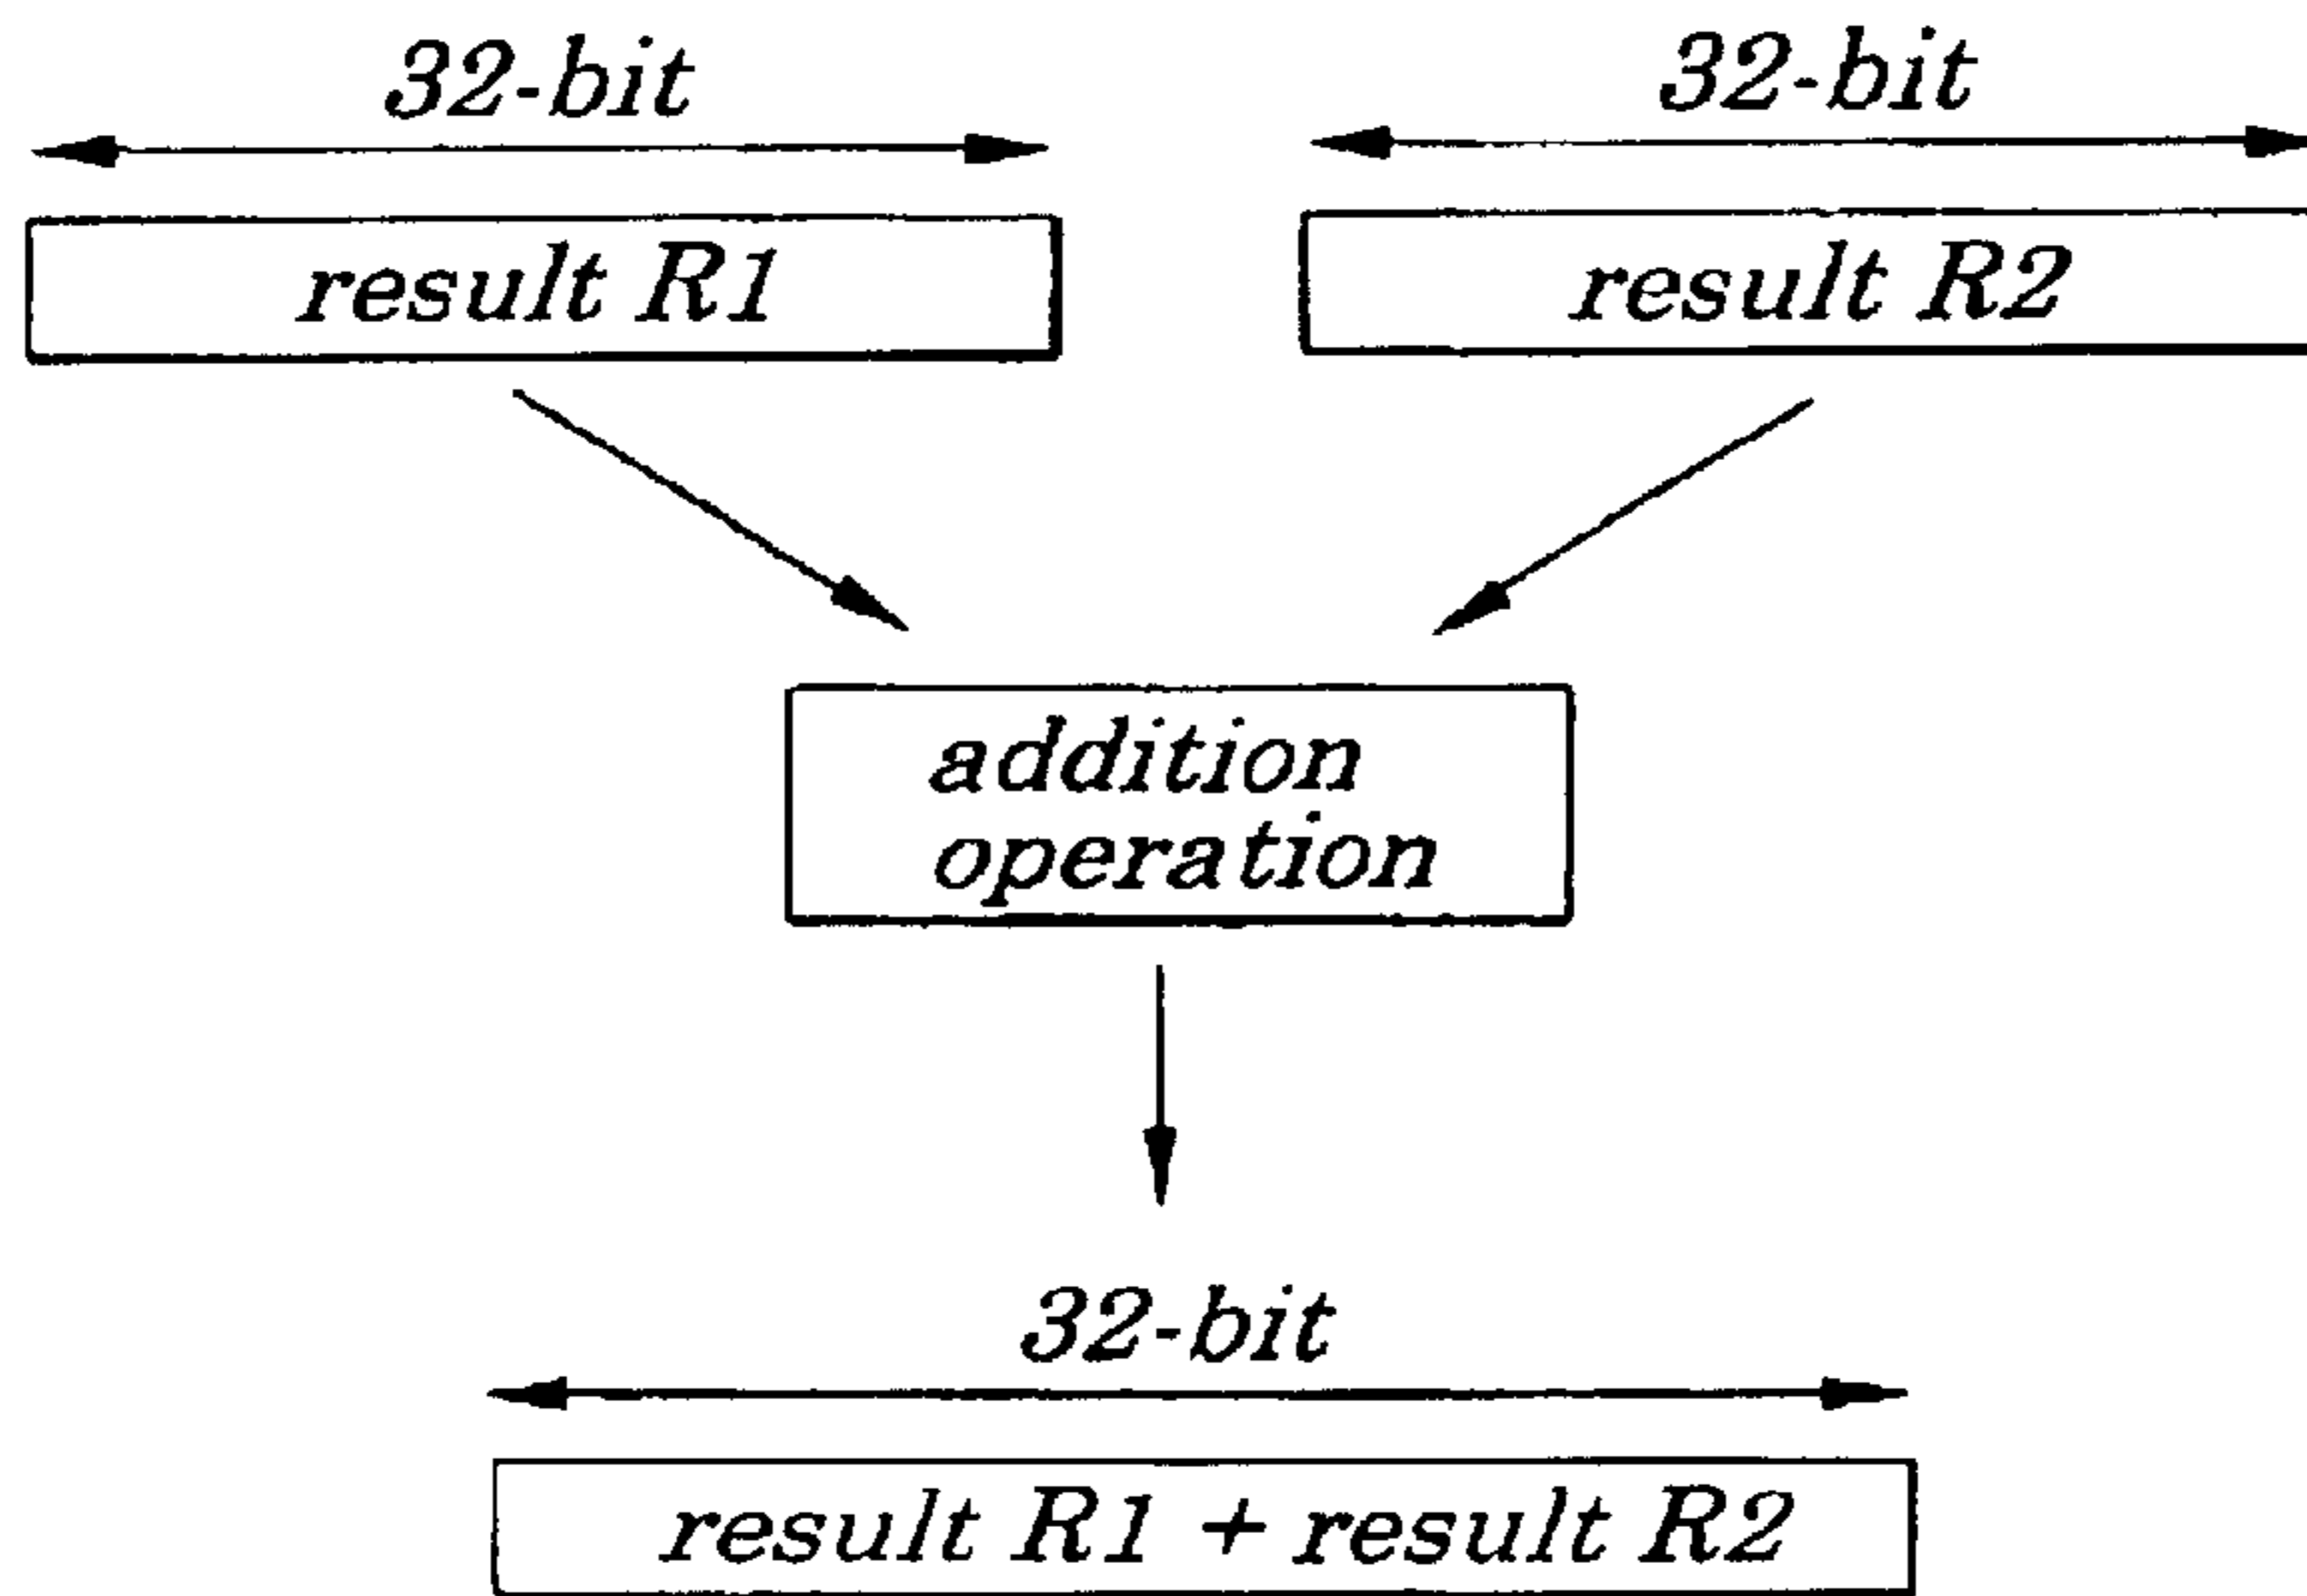 32-bit
32-bit
result R1
result R2
addition
operation
32-bit
result R1 + result R2